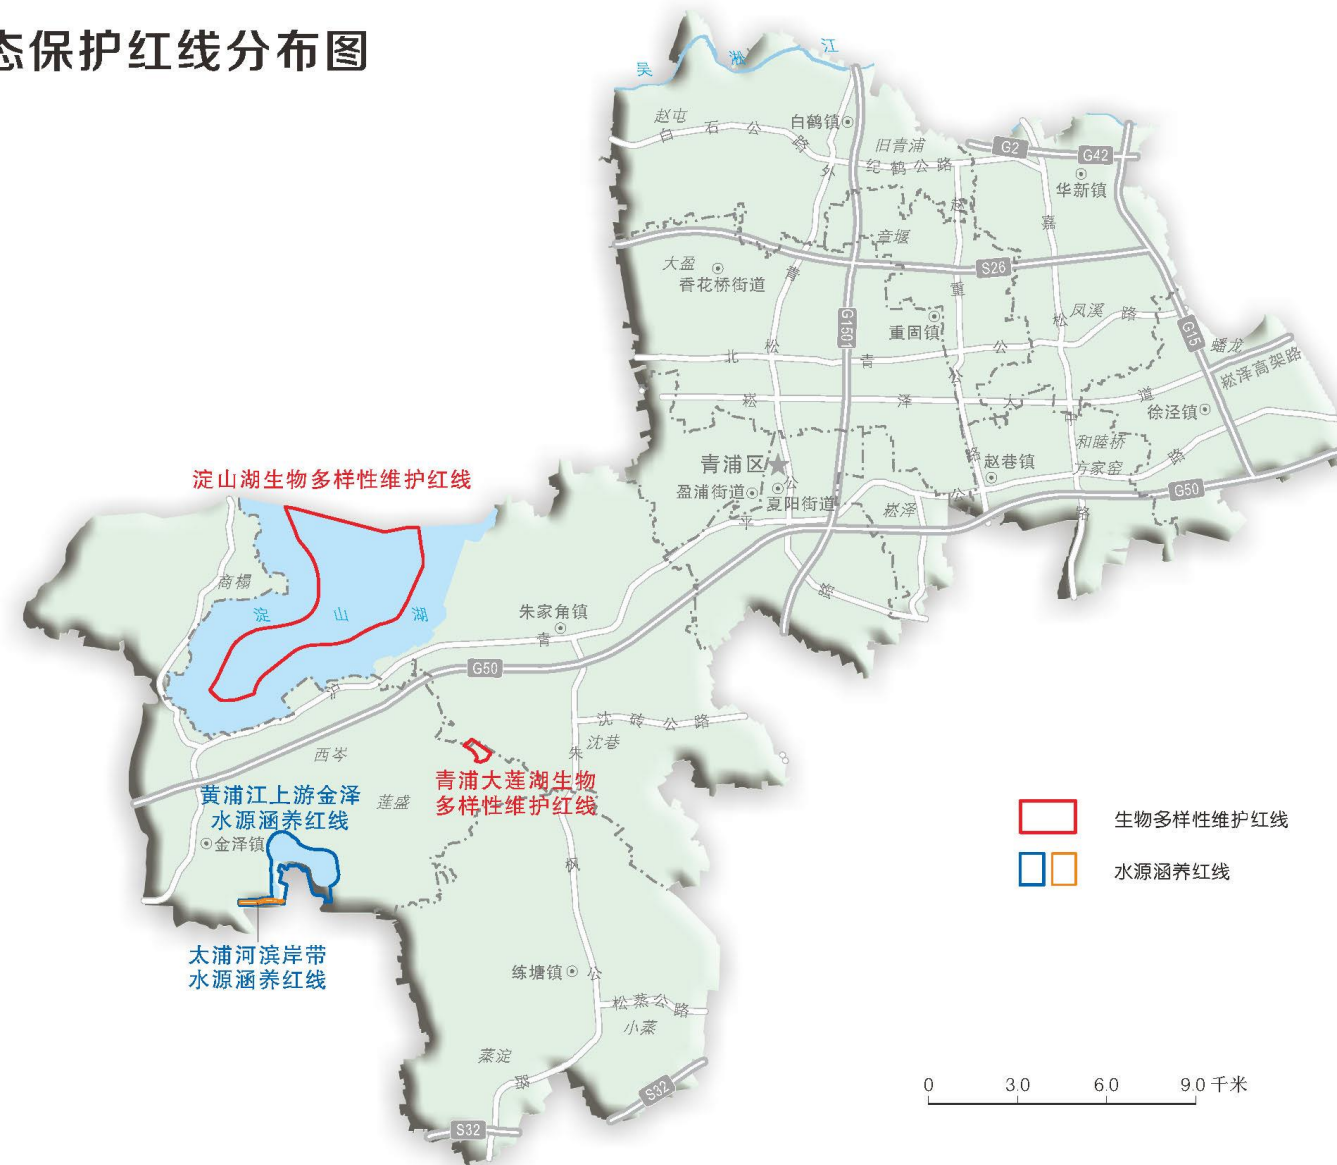 态保护红线分布图
吴淞江
赵屯
白石公路
白鹤镇
旧青浦
纪鹤公路
G2
G42
华新镇
外青松公路
赵重公路
嘉松中路
章堰
大盈
香花桥街道
S26
G1501
重固镇
凤溪路
G15
蟠龙
崧泽高架路
北青公
崧泽大道
徐泾镇
和睦桥
方家窑
青浦区
赵巷镇
盈浦街道
夏阳街道
崧泽
G50
淀山湖生物多样性维护红线
商榻
淀山湖
朱家角镇
沪青平公路
G50
沈砖公路
沈巷
西岑
青浦大莲湖生物
多样性维护红线
黄浦江上游金泽
水源涵养红线
莲盛
金泽镇
朱枫公路
太浦河滨岸带
水源涵养红线
练塘镇
松蒸公路
小蒸
蒸淀
S32
S32
生物多样性维护红线
水源涵养红线
0 3.0 6.0 9.0 千米